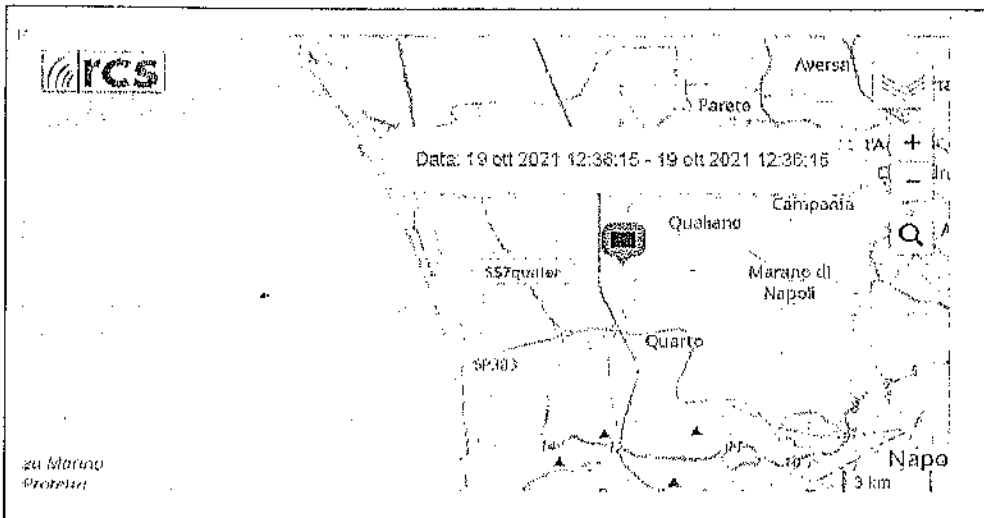 rcs
Aversa
Parete
Data: 19 ott 2021 12:36:15 - 19 ott 2021 12:36:16
+
−
Campania
Qualiano
SS7quater
Marano di
Napoli
Quarto
SP303
Napo
3 km